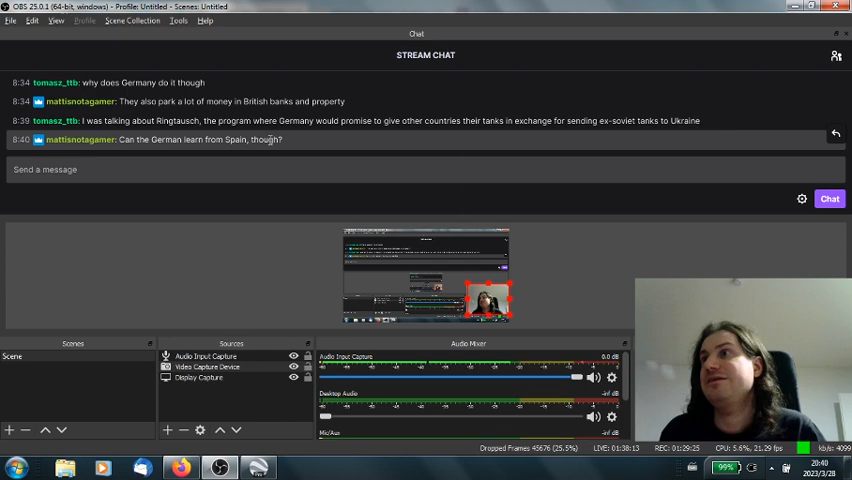 OBS 25.0.1 (64-bit, windows) - Profile: Untitled - Scenes: Untitled
File Edit View Profile Scene Collection Tools Help
Chat
STREAM CHAT
8:34 tomasz_ttb: why does Germany do it though
8:34 mattisnotagamer: They also park a lot of money in British banks and property
8:39 tomasz_ttb: I was talking about Ringtausch, the program where Germany would promise to give other countries their tanks in exchange for sending ex-soviet tanks to Ukraine
8:40 mattisnotagamer: Can the German learn from Spain, though?
Send a message
Chat
Scenes Sources Audio Mixer
Scene
Audio Input Capture
Video Capture Device
Display Capture
Audio Input Capture 0.0 dB
Desktop Audio -inf dB
Mic/Aux -inf dB
Dropped Frames 45676 (25.5%) LIVE: 01:38:13 REC: 01:29:25 CPU: 5.6%, 21.29 fps kb/s: 4099
99% 20:40
2023/3/28